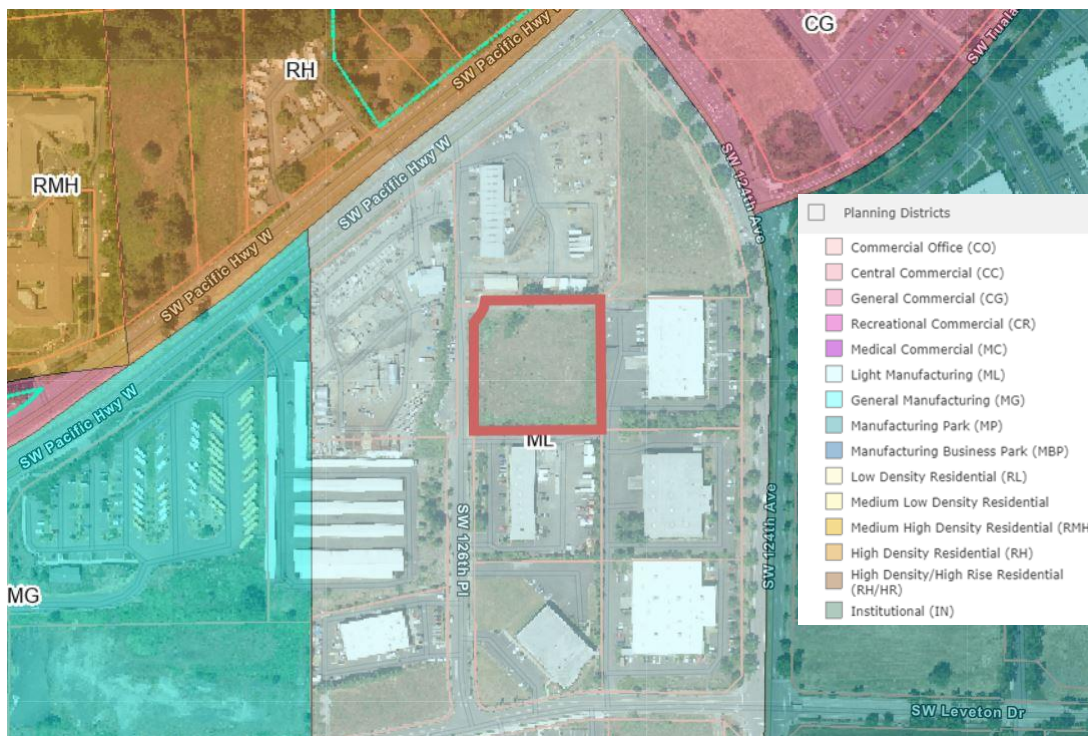 CG
SW Tuala
SW Pacific Hwy W
RH
SW Pacific Hwy W
RMH
SW 124th Ave
SW Pacific Hwy W
SW Pacific Hwy W
ML
SW 126th Pl
SW 124th Ave
MG
SW Leveton Dr
Planning Districts
Commercial Office (CO)
Central Commercial (CC)
General Commercial (CG)
Recreational Commercial (CR)
Medical Commercial (MC)
Light Manufacturing (ML)
General Manufacturing (MG)
Manufacturing Park (MP)
Manufacturing Business Park (MBP)
Low Density Residential (RL)
Medium Low Density Residential
Medium High Density Residential (RMH
High Density Residential (RH)
High Density/High Rise Residential
(RH/HR)
Institutional (IN)